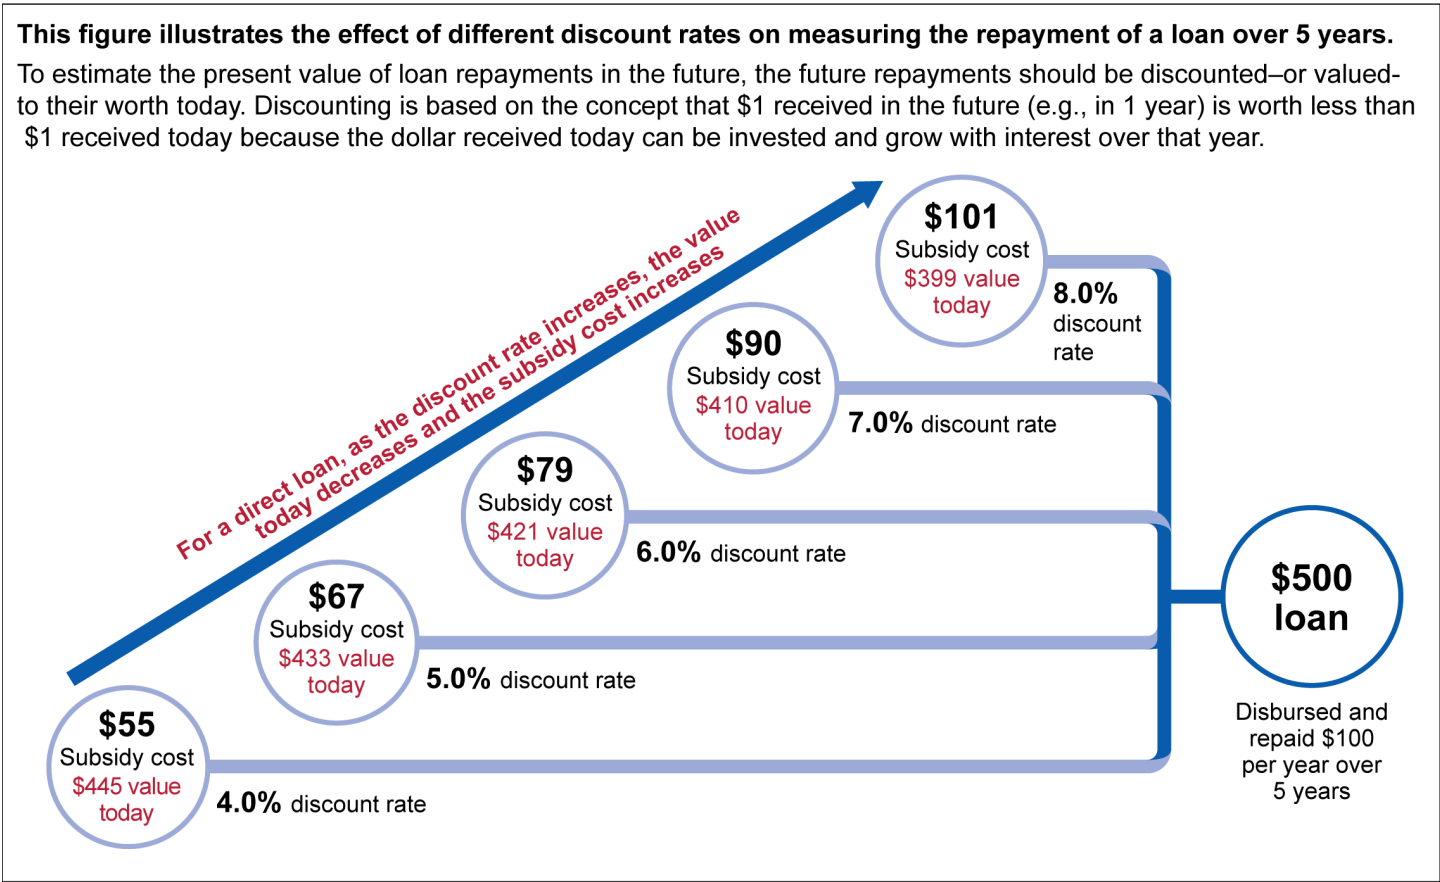 This figure illustrates the effect of different discount rates on measuring the repayment of a loan over 5 years.
To estimate the present value of loan repayments in the future, the future repayments should be discounted–or valued-
to their worth today. Discounting is based on the concept that $1 received in the future (e.g., in 1 year) is worth less than
$1 received today because the dollar received today can be invested and grow with interest over that year.
For a direct loan, as the discount rate increases, the value
today decreases and the subsidy cost increases
$101
Subsidy cost
$399 value
today
8.0%
discount
rate
$90
Subsidy cost
$410 value
today
7.0% discount rate
$79
Subsidy cost
$421 value
today
6.0% discount rate
$67
Subsidy cost
$433 value
today
5.0% discount rate
$55
Subsidy cost
$445 value
today
4.0% discount rate
$500
loan
Disbursed and
repaid $100
per year over
5 years